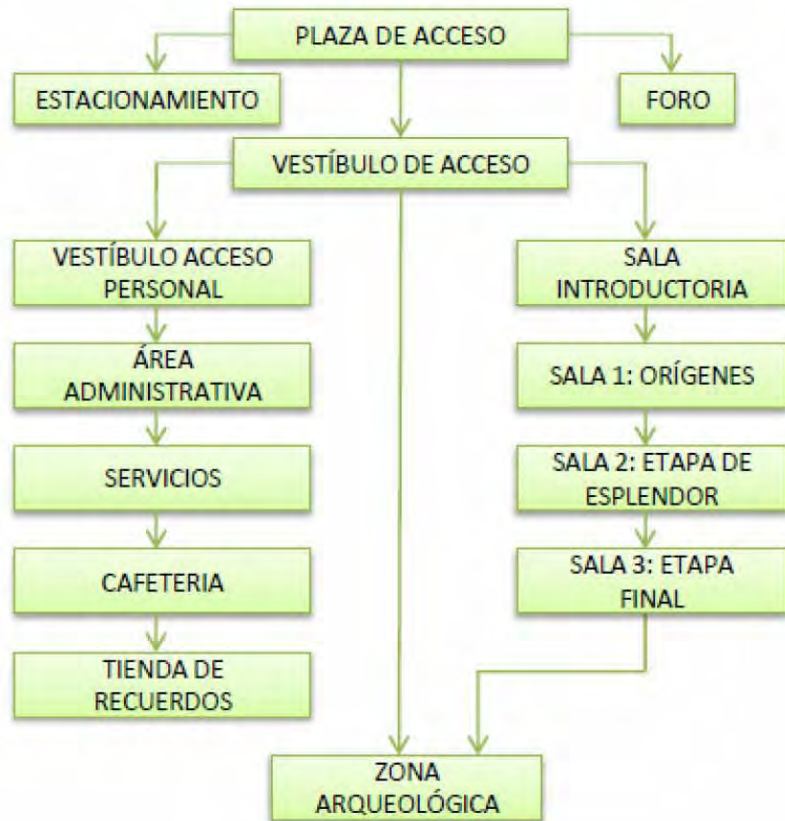 PLAZA DE ACCESO
ESTACIONAMIENTO
FORO
VESTÍBULO DE ACCESO
VESTÍBULO ACCESO
PERSONAL
SALA
INTRODUCTORIA
ÁREA
ADMINISTRATIVA
SALA 1: ORÍGENES
SERVICIOS
SALA 2: ETAPA DE
ESPLENDOR
CAFETERIA
SALA 3: ETAPA
FINAL
TIENDA DE
RECUERDOS
ZONA
ARQUEOLÓGICA